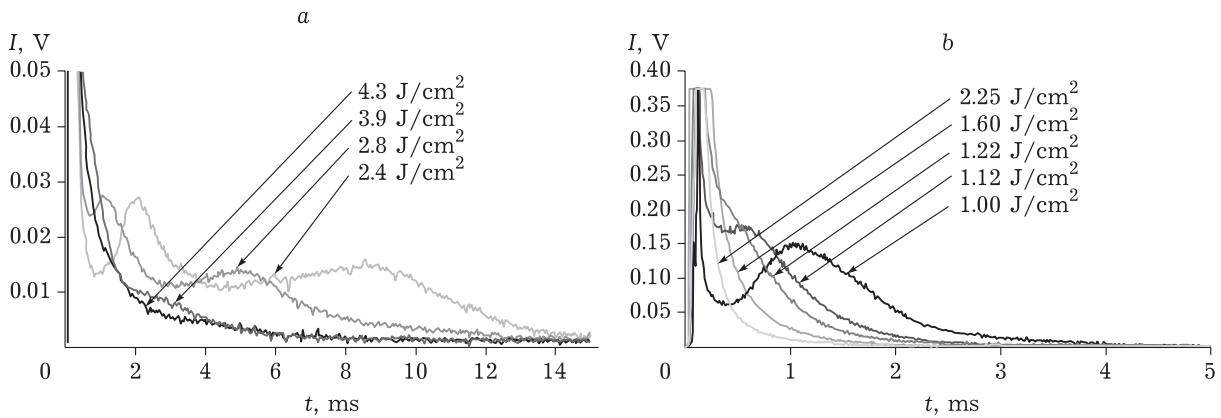 a
I, V
0.05
0.04
0.03
0.02
0.01
0
2
4
6
8
10
12
14
t, ms
4.3 J/cm²
3.9 J/cm²
2.8 J/cm²
2.4 J/cm²
b
I, V
0.40
0.35
0.30
0.25
0.20
0.15
0.10
0.05
0
1
2
3
4
5
t, ms
2.25 J/cm²
1.60 J/cm²
1.22 J/cm²
1.12 J/cm²
1.00 J/cm²